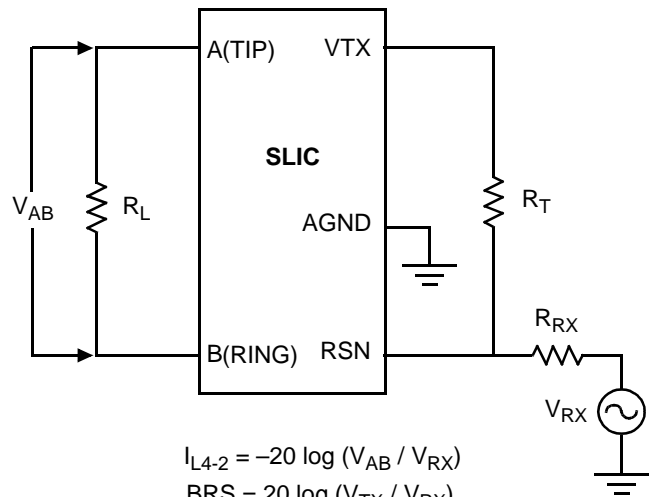 A(TIP)
VTX
SLIC
V_AB
R_L
R_T
AGND
R_RX
B(RING)
RSN
V_RX
I_L4-2 = –20 log (V_AB / V_RX)
BRS = 20 log (V_TX / V_RX)